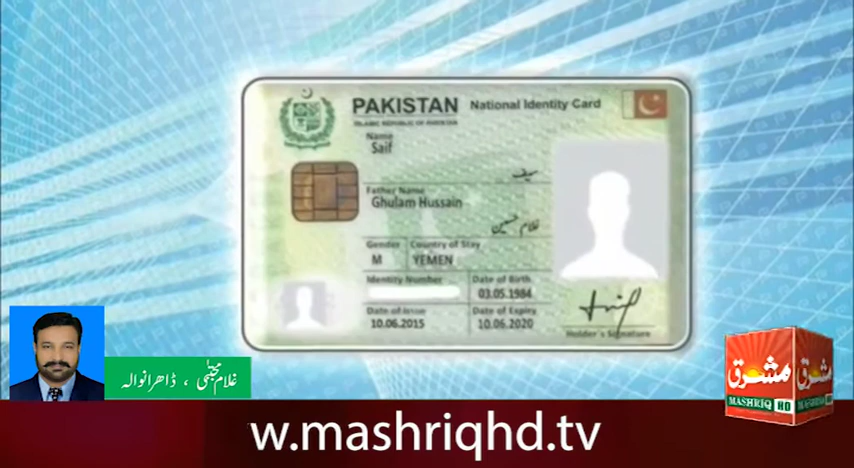 PAKISTAN National Identity Card
ISLAMIC REPUBLIC OF PAKISTAN
Name
Saif
سیف
Father Name
Ghulam Hussain
غلام حسین
Gender Country of Stay
M YEMEN
Identity Number Date of Birth
03.05.1984
Date of Issue Date of Expiry
10.06.2015 10.06.2020
Holder's Signature
غلام مجتبیٰ ، ڈاھرانوالہ
مشرق
مشرق
MASHRIQ HD
w.mashriqhd.tv